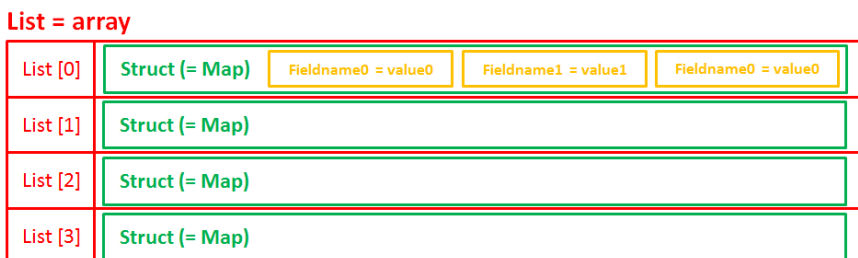 List = array
List [0] Struct (= Map) Fieldname0 = value0 Fieldname1 = value1 Fieldname0 = value0
List [1] Struct (= Map)
List [2] Struct (= Map)
List [3] Struct (= Map)